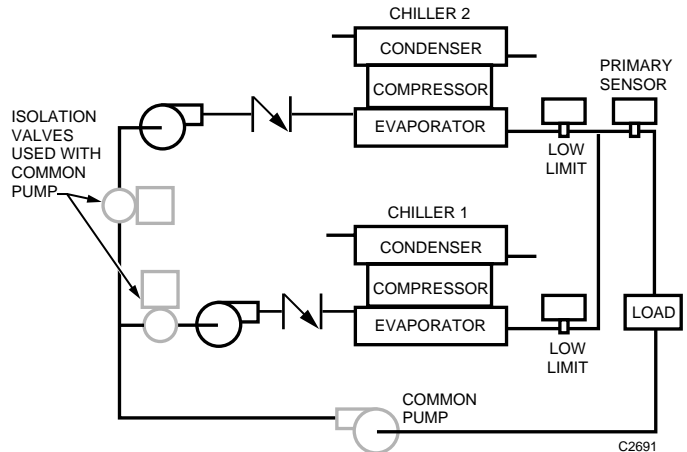 CHILLER 2
CONDENSER
COMPRESSOR
EVAPORATOR
PRIMARY
SENSOR
LOW
LIMIT
ISOLATION
VALVES
USED WITH
COMMON
PUMP
CHILLER 1
CONDENSER
COMPRESSOR
EVAPORATOR
LOW
LIMIT
LOAD
COMMON
PUMP
C2691